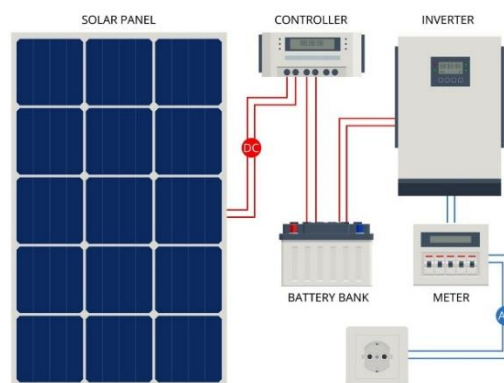 SOLAR PANEL
CONTROLLER
INVERTER
DC
BATTERY BANK
METER